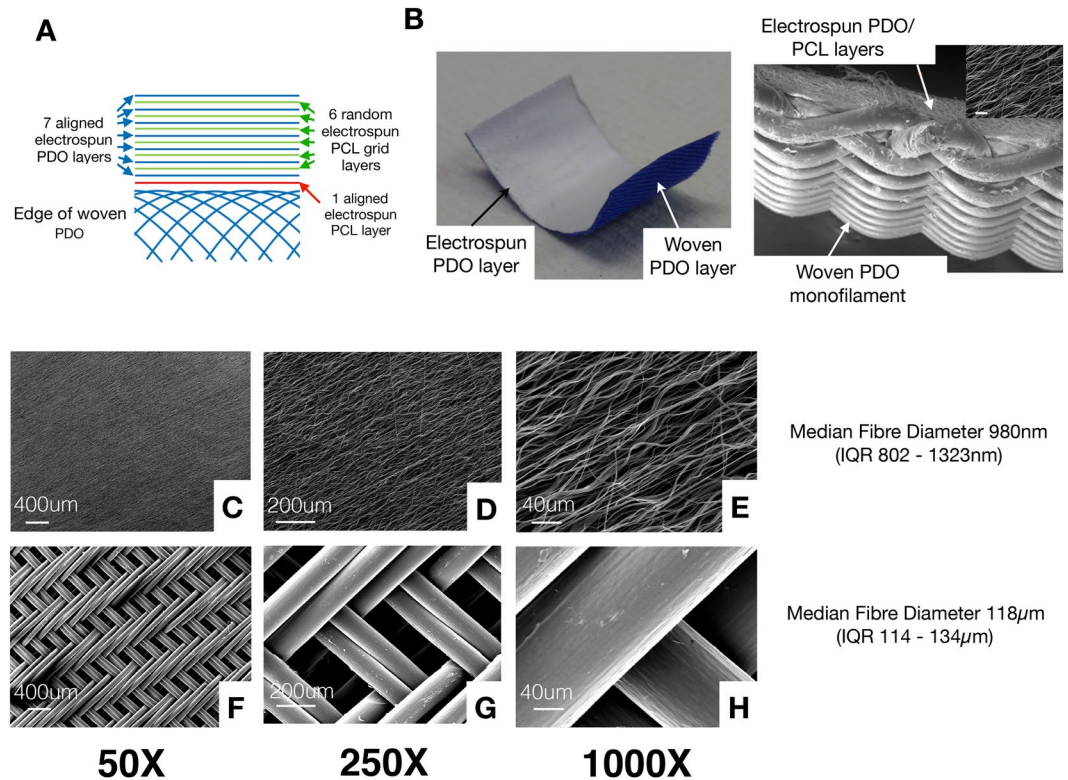 A
7 aligned
electrospun
PDO layers
6 random
electrospun
PCL grid
layers
Edge of woven
PDO
1 aligned
electrospun
PCL layer
B
Electrospun
PDO layer
Woven
PDO layer
Electrospun PDO/
PCL layers
Woven PDO
monofilament
400um
C
200um
D
40um
E
Median Fibre Diameter 980nm
(IQR 802 - 1323nm)
400um
F
200um
G
40um
H
Median Fibre Diameter 118µm
(IQR 114 - 134µm)
50X
250X
1000X